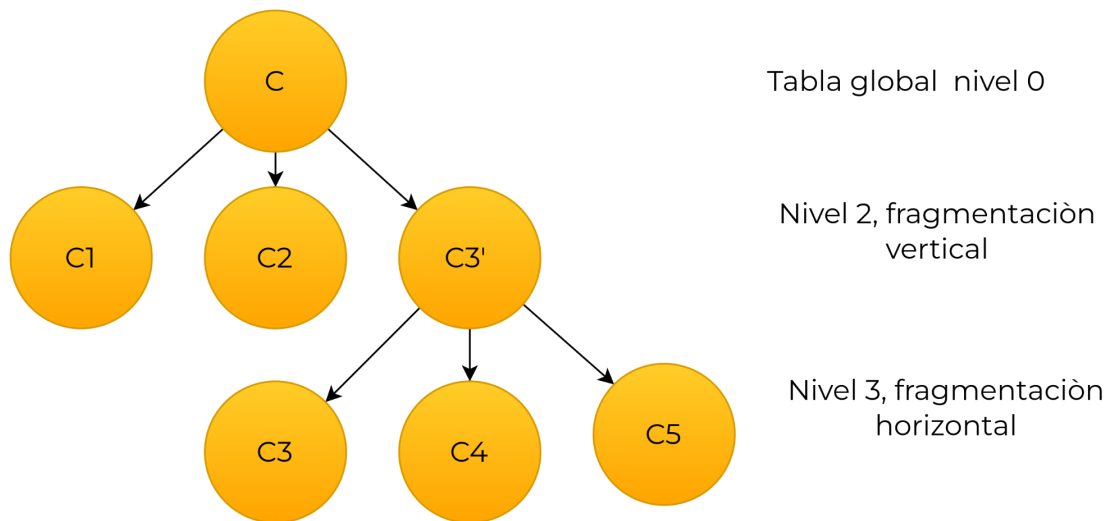 C
Tabla global  nivel 0
C1
C2
C3'
Nivel 2, fragmentaciòn
vertical
C3
C4
C5
Nivel 3, fragmentaciòn
horizontal